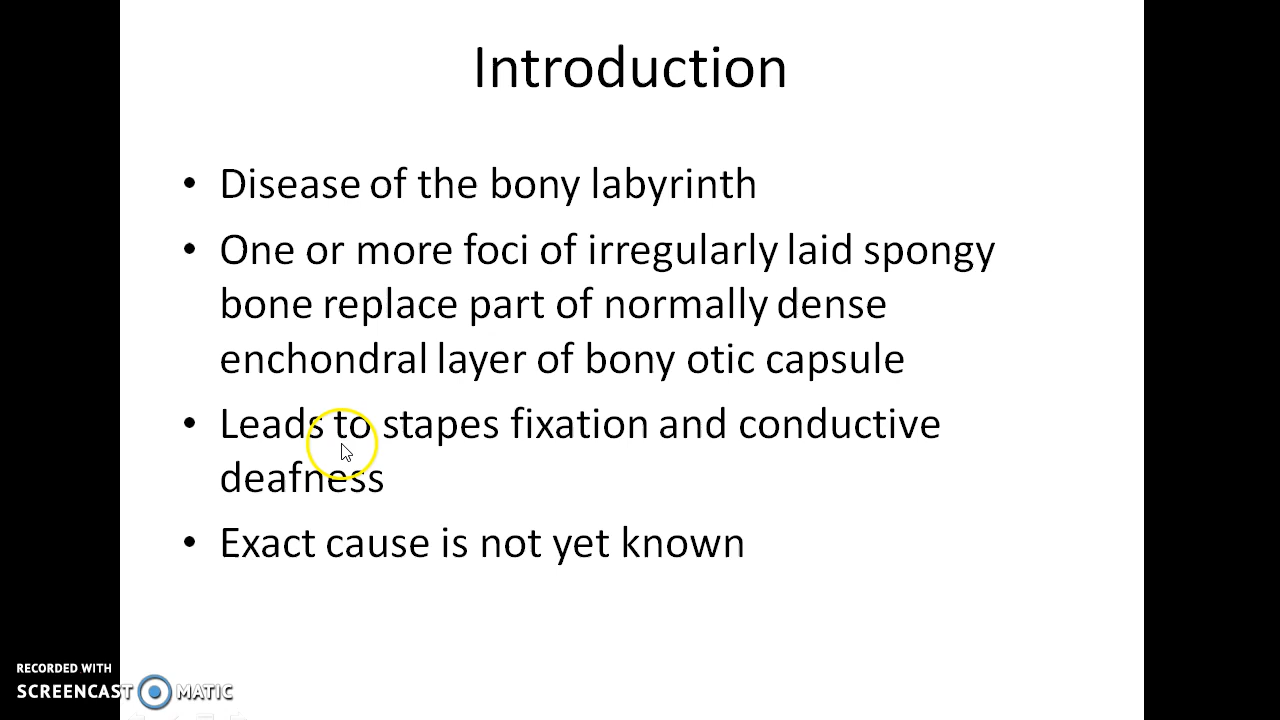 Introduction
• Disease of the bony labyrinth
• One or more foci of irregularly laid spongy
bone replace part of normally dense
enchondral layer of bony otic capsule
• Leads to stapes fixation and conductive
deafness
• Exact cause is not yet known
RECORDED WITH
SCREENCAST MATIC